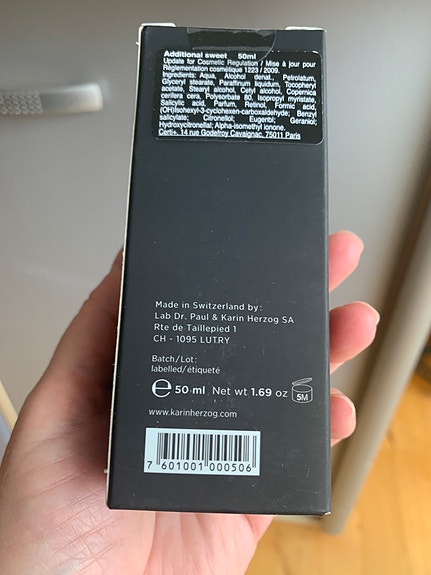 Additional sweet 50ml
Update for Cosmetic Regulation / Mise à jour pour
Règlementation cosmétique 1223 / 2009.
Ingredients: Aqua, Alcohol denat., Petrolatum,
Glyceryl stearate, Paraffinum liquidum, Tocopheryl
acetate, Stearyl alcohol, Cetyl alcohol, Copernica
cerifera cera, Polysorbate 60, Isopropyl myristate,
Salicylic acid, Parfum, Retinol, Formic acid,
(OH)Isohexyl-3-cyclohexen-carboxaldehyde; Benzyl
salicylate; Citronellol; Eugenbl; Geraniol;
Hydroxycitronellal; Alpha-isomethyl ionone.
Certi+, 14 rue Godefroy Cavaignac, 75011 Paris
Made in Switzerland by:
Lab Dr. Paul & Karin Herzog SA
Rte de Taillepied 1
CH - 1095 LUTRY
Batch/Lot:
labelled/étiqueté
e 50 ml Net wt 1.69 oz 5M
www.karinherzog.com
7 601001 000506